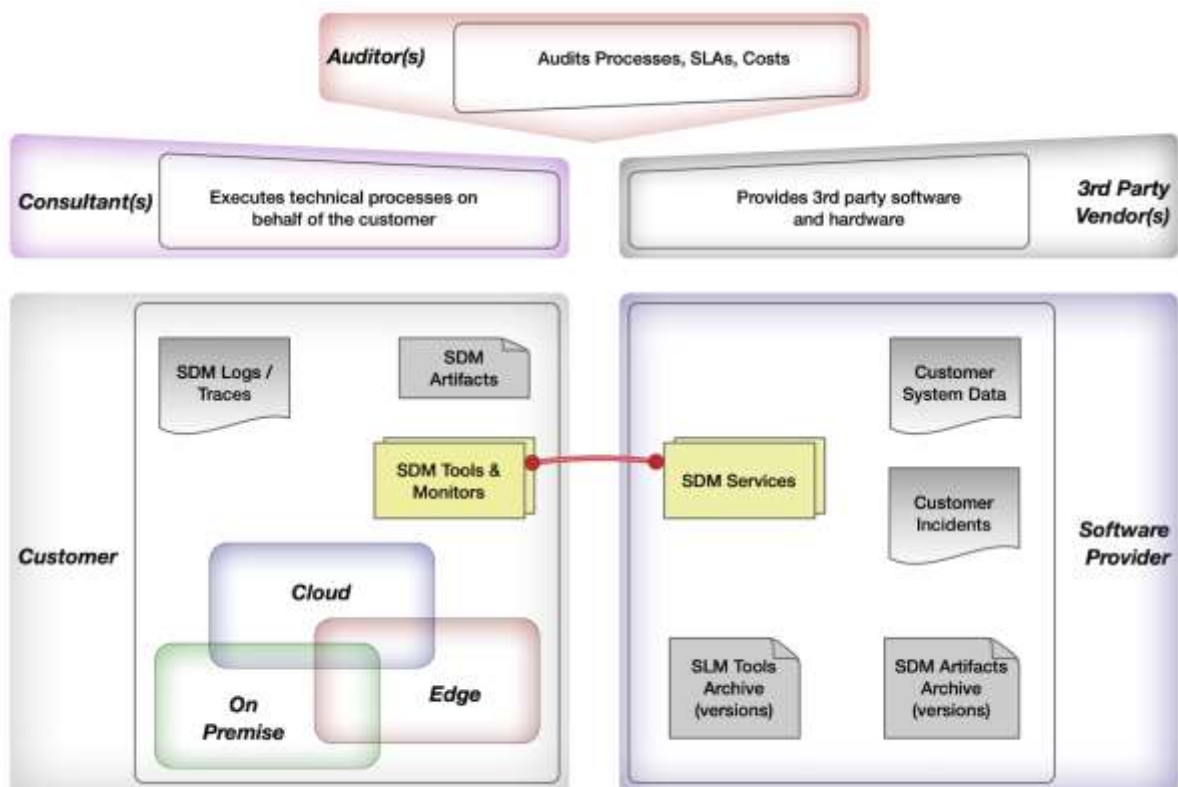 Auditor(s)
Audits Processes, SLAs, Costs
Consultant(s)
Executes technical processes on
behalf of the customer
Provides 3rd party software
and hardware
3rd Party
Vendor(s)
Customer
SDM Logs /
Traces
SDM
Artifacts
SDM Tools &
Monitors
Cloud
Edge
On
Premise
SDM Services
Customer
System Data
Customer
Incidents
SLM Tools
Archive
(versions)
SDM Artifacts
Archive
(versions)
Software
Provider